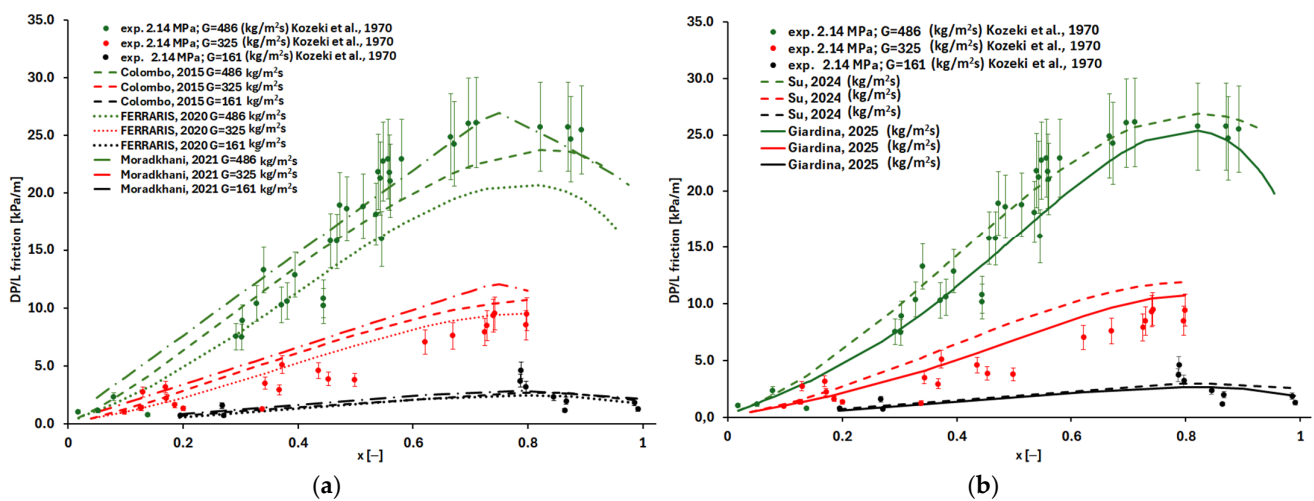 (a)
35.0
30.0
25.0
20.0
15.0
10.0
5.0
0.0
DP/L friction [kPa/m]
exp. 2.14 MPa; G=486 (kg/m²s) Kozeki et al., 1970
exp. 2.14 MPa; G=325 (kg/m²s) Kozeki et al., 1970
exp. 2.14 MPa; G=161 (kg/m²s) Kozeki et al., 1970
Colombo, 2015 G=486 kg/m²s
Colombo, 2015 G=325 kg/m²s
Colombo, 2015 G=161 kg/m²s
FERRARIS, 2020 G=486 kg/m²s
FERRARIS, 2020 G=325 kg/m²s
FERRARIS, 2020 G=161 kg/m²s
Moradkhani, 2021 G=486 kg/m²s
Moradkhani, 2021 G=325 kg/m²s
Moradkhani, 2021 G=161 kg/m²s
0 0.2 0.4 0.6 0.8 1
x [--]
(a)
(b)
35.0
30.0
25.0
20.0
15.0
10.0
5.0
0.0
DP/L friction [kPa/m]
exp. 2.14 MPa; G=486 (kg/m²s) Kozeki et al., 1970
exp. 2.14 MPa; G=325 (kg/m²s) Kozeki et al., 1970
exp. 2.14 MPa; G=161 (kg/m²s) Kozeki et al., 1970
Su, 2024 (kg/m²s)
Su, 2024 (kg/m²s)
Su, 2024 (kg/m²s)
Giardina, 2025 (kg/m²s)
Giardina, 2025 (kg/m²s)
Giardina, 2025 (kg/m²s)
0 0.2 0.4 0.6 0.8 1
x [--]
(b)